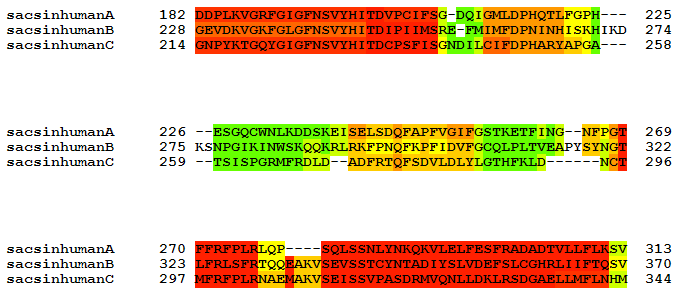 sacsinhumanA 182 DDPLKVGRFGIGFNSVYHITDVPCIFSG-DQIGMLDPHQTLFGPH--- 225
sacsinhumanB 228 GEVDKVGKFGLGFNSVYHITDIPIIMSRE-FMIMFDPNINHISKHIKD 274
sacsinhumanC 214 GNPYKTGQYGIGFNSVYHITDCPSFISGNDILCIFDPHARYAPGA--- 258
sacsinhumanA 226 --ESGQCWNLKDDSKEISELSDQFAPFVGIFGSTKETFING--NFPGT 269
sacsinhumanB 275 KSNPGIKINWSKQQKRLRKFPNQFKPFIDVFGCQLPLTVEAPYSYNGT 322
sacsinhumanC 259 --TSISPGRMFRDLD--ADFRTQFSDVLDLYLGTHFKLD------NCT 296
sacsinhumanA 270 FFRFPLRLQP----SQLSSNLYNKQKVLELFESFRADADTVLLFLKSV 313
sacsinhumanB 323 LFRLSFRTQQEAKVSEVSSTVYNTADIYSLVDEFSLCGHRLIIFTQSV 370
sacsinhumanC 297 MFRFPLRNAEMAKVSEISSVPASDRMVQNLLDKLRSDGAELLMFLNHM 344